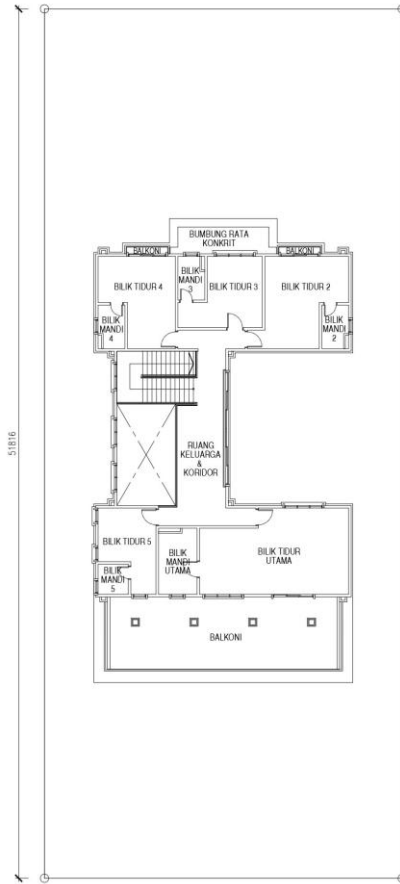 BUMBUNG RATA
KONKRIT
BALKONI
BALKONI
BILIK TIDUR 4
BILIK
MANDI
3
BILIK TIDUR 3
BILIK TIDUR 2
BILIK
MANDI
4
BILIK
MANDI
2
51816
RUANG
KELUARGA
&
KORIDOR
BILIK TIDUR 5
BILIK
MANDI
UTAMA
BILIK TIDUR
UTAMA
BILIK
MANDI
5
BALKONI